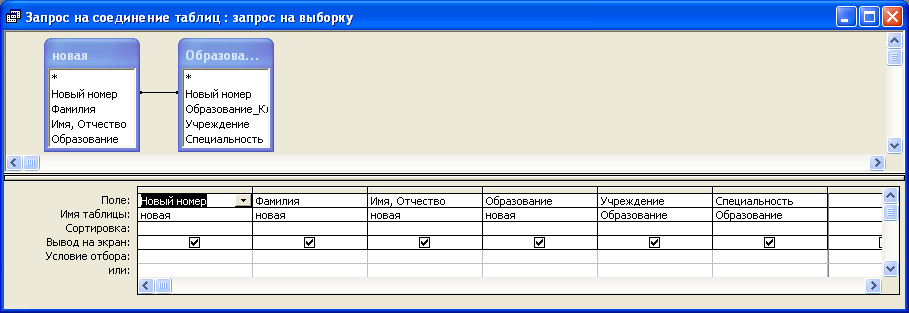 Запрос на соединение таблиц : запрос на выборку
новая Образова...
* *
Новый номер Новый номер
Фамилия Образование_Кл
Имя, Отчество Учреждение
Образование Специальность
Поле: Новый номер Фамилия Имя, Отчество Образование Учреждение Специальность
Имя таблицы: новая новая новая новая Образование Образование
Сортировка:
Вывод на экран:
Условие отбора:
или: